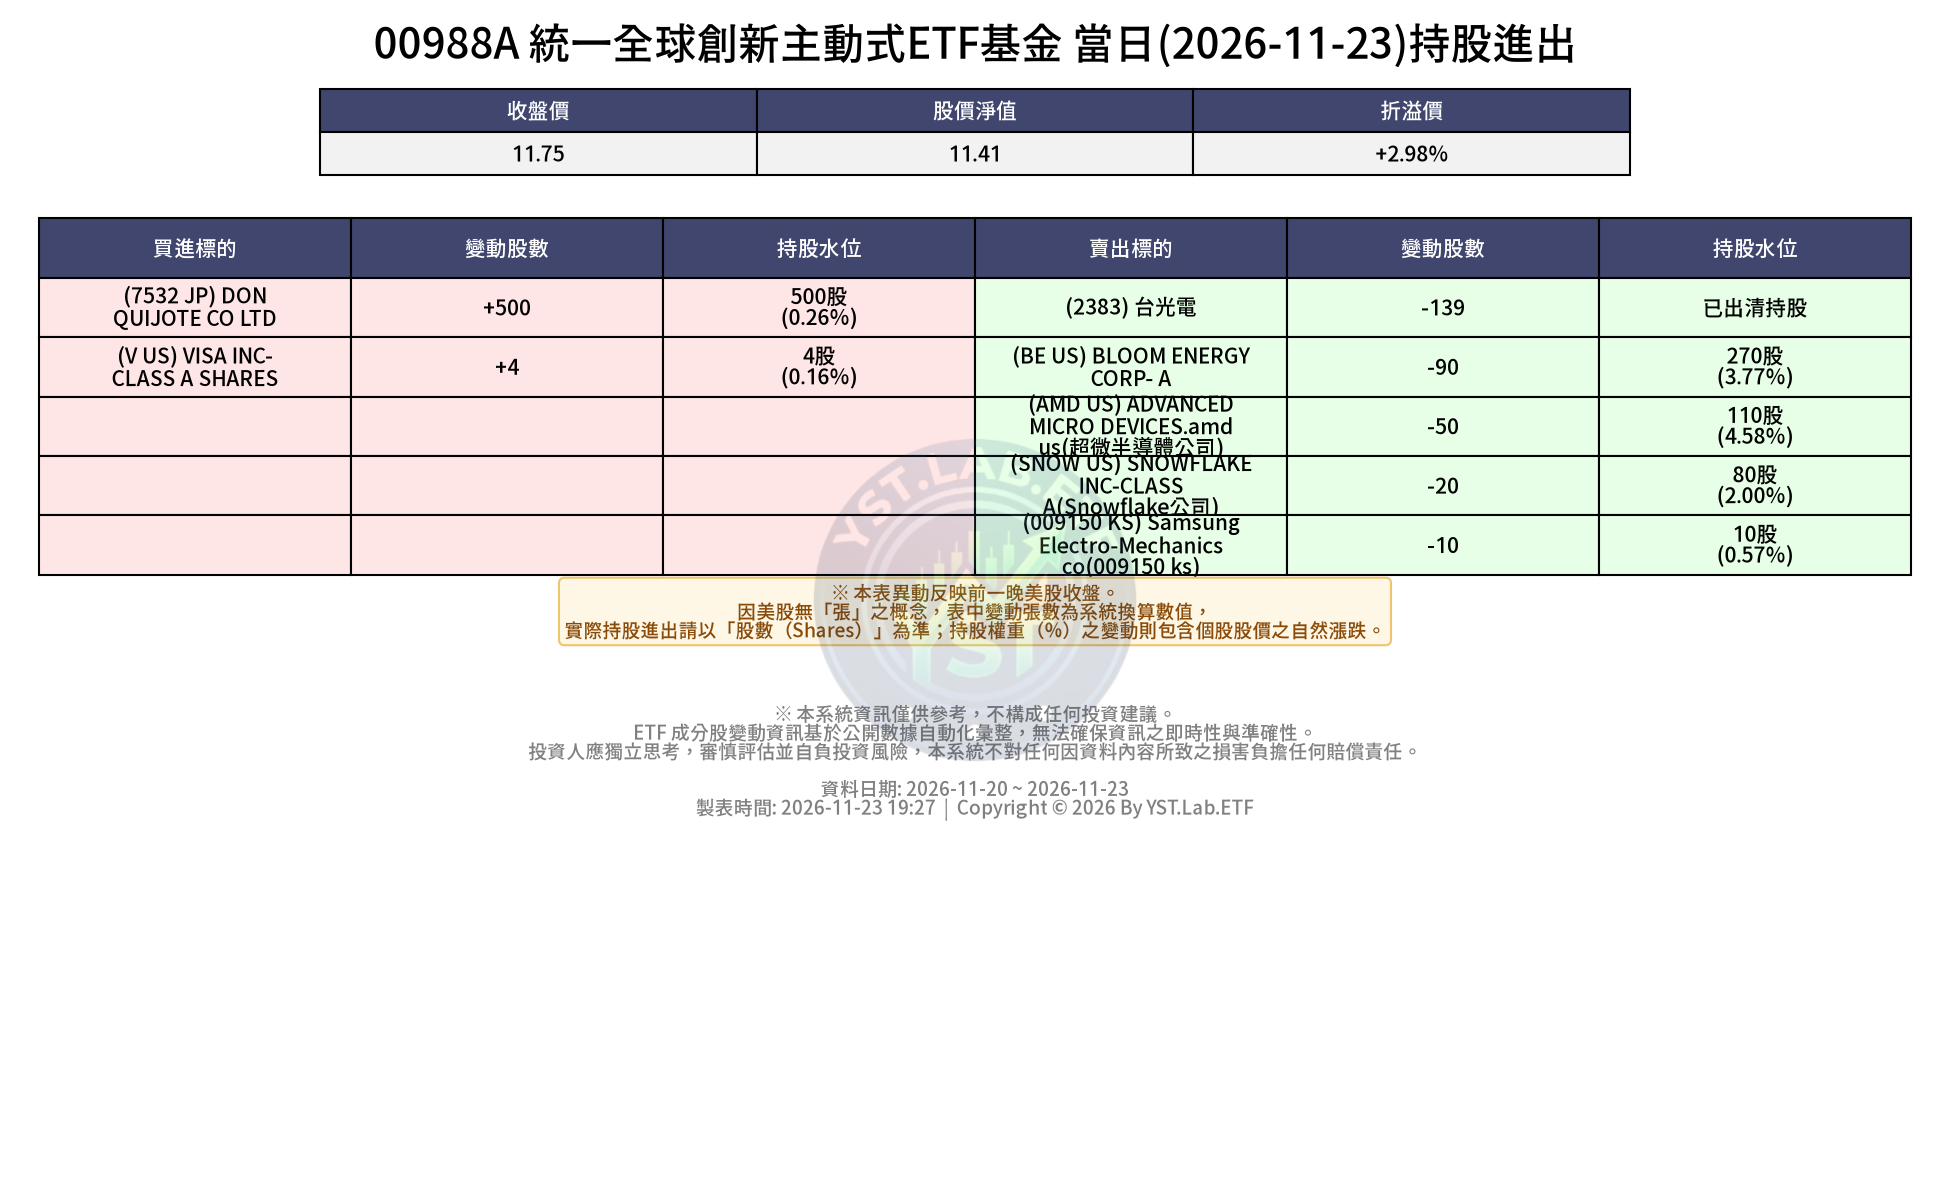 00988A 統一全球創新主動式ETF基金 當日(2026-11-23)持股進出
收盤價 股價淨值 折溢價
11.75 11.41 +2.98%
買進標的 變動股數 持股水位 賣出標的 變動股數 持股水位
(7532 JP) DON
QUIJOTE CO LTD
+500
500股
(0.26%)
(2383) 台光電
-139
已出清持股
(V US) VISA INC-
CLASS A SHARES
+4
4股
(0.16%)
(BE US) BLOOM ENERGY
CORP- A
-90
270股
(3.77%)
(AMD US) ADVANCED
MICRO DEVICES.amd
us(超微半導體公司)
-50
110股
(4.58%)
(SNOW US) SNOWFLAKE
INC-CLASS
A(Snowflake公司)
-20
80股
(2.00%)
(009150 KS) Samsung
Electro-Mechanics
co(009150 ks)
-10
10股
(0.57%)
※ 本表異動反映前一晚美股收盤。
因美股無「張」之概念，表中變動張數為系統換算數值，
實際持股進出請以「股數（Shares）」為準；持股權重（%）之變動則包含個股股價之自然漲跌。
YST
※ 本系統資訊僅供參考，不構成任何投資建議。
ETF 成分股變動資訊基於公開數據自動化彙整，無法確保資訊之即時性與準確性。
投資人應獨立思考，審慎評估並自負投資風險，本系統不對任何因資料內容所致之損害負擔任何賠償責任。
資料日期: 2026-11-20 ~ 2026-11-23
製表時間: 2026-11-23 19:27 | Copyright © 2026 By YST.Lab.ETF